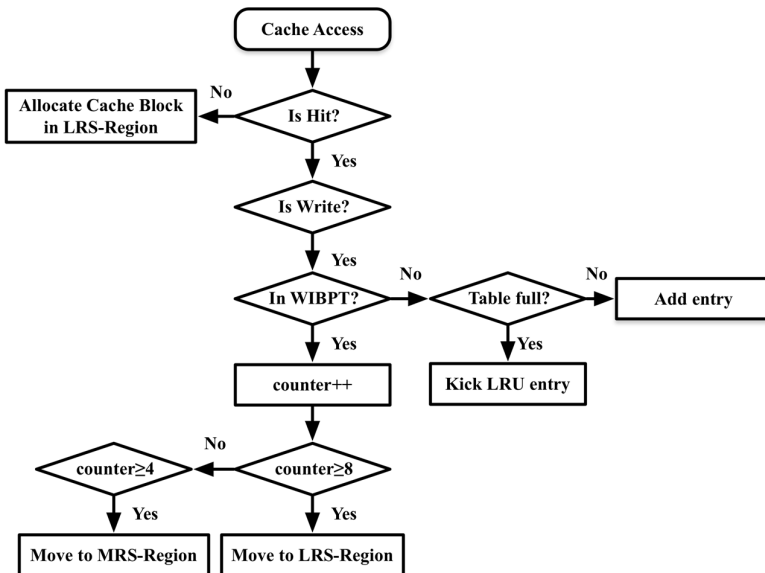 Cache Access
No
Allocate Cache Block
in LRS-Region
Is Hit?
Yes
Is Write?
Yes
In WIBPT?
No
Table full?
No
Add entry
Yes
Yes
counter++
Kick LRU entry
No
counter≥4
counter≥8
Yes
Yes
Move to MRS-Region
Move to LRS-Region